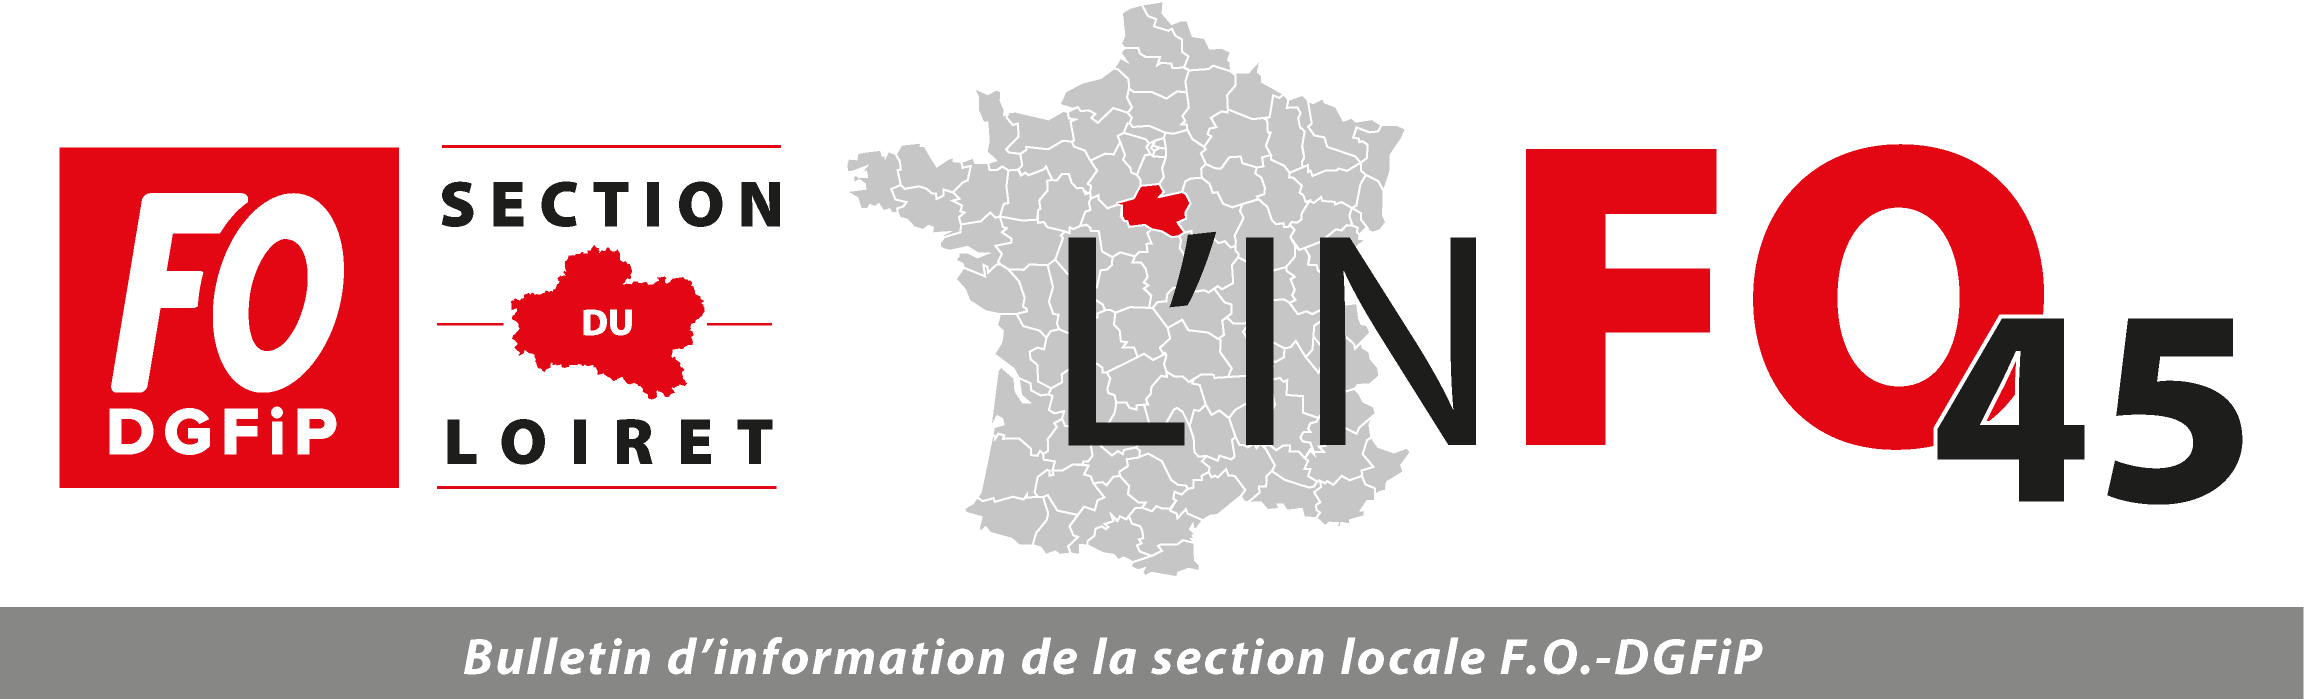 FO
DGFiP
SECTION
DU
LOIRET
L'INFO
45
Bulletin d'information de la section locale F.O.-DGFiP